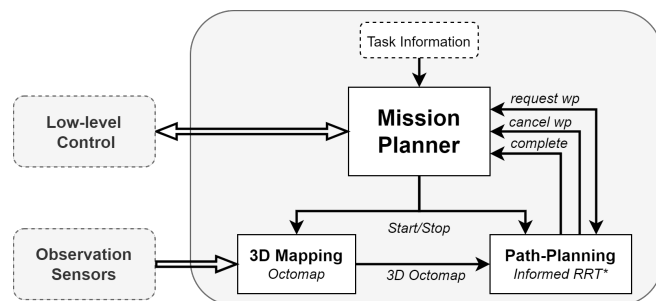 Task Information
request wp
Low-level
Control
Mission
Planner
cancel wp
complete
Start/Stop
Observation
Sensors
3D Mapping
Octomap
3D Octomap
Path-Planning
Informed RRT*